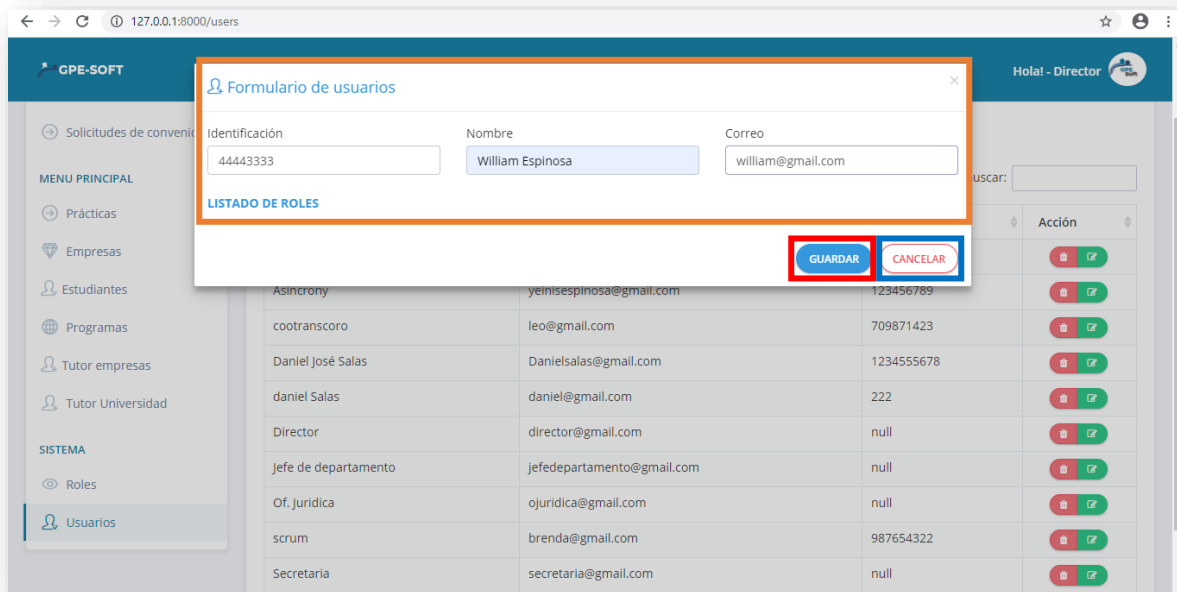 127.0.0.1:8000/users
GPE-SOFT
Hola! - Director
GPE
Soft
Formulario de usuarios
×
Identificación Nombre Correo
44443333 William Espinosa william@gmail.com
LISTADO DE ROLES
GUARDAR CANCELAR
Solicitudes de convenio
MENU PRINCIPAL
Prácticas
Empresas
Estudiantes
Programas
Tutor empresas
Tutor Universidad
SISTEMA
Roles
Usuarios
uscar:
Acción
Asincrony yeinisespinosa@gmail.com 123456789
cootranscoro leo@gmail.com 709871423
Daniel José Salas Danielsalas@gmail.com 1234555678
daniel Salas daniel@gmail.com 222
Director director@gmail.com null
Jefe de departamento jefedepartamento@gmail.com null
Of. Juridica ojuridica@gmail.com null
scrum brenda@gmail.com 987654322
Secretaria secretaria@gmail.com null